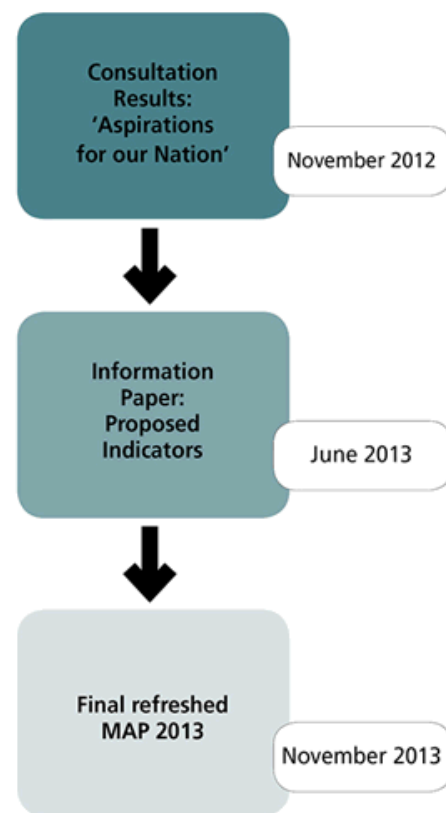 Consultation
Results:
‘Aspirations
for our Nation’
November 2012
Information
Paper:
Proposed
Indicators
June 2013
Final refreshed
MAP 2013
November 2013